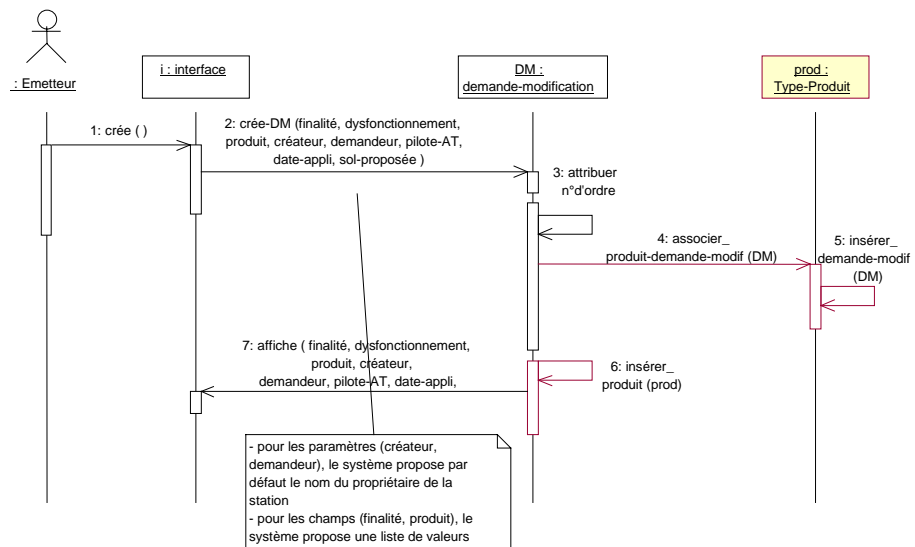 : Emetteur
i : interface
DM :
demande-modification
prod :
Type-Produit
1: crée ( )
2: crée-DM (finalité, dysfonctionnement,
produit, créateur, demandeur, pilote-AT,
date-appli, sol-proposée )
3: attribuer
n°d'ordre
4: associer_
produit-demande-modif (DM)
5: insérer_
demande-modif
(DM)
7: affiche ( finalité, dysfonctionnement,
produit, créateur,
demandeur, pilote-AT, date-appli,
6: insérer_
produit (prod)
- pour les paramètres (créateur,
demandeur), le système propose par
défaut le nom du propriétaire de la
station
- pour les champs (finalité, produit), le
système propose une liste de valeurs